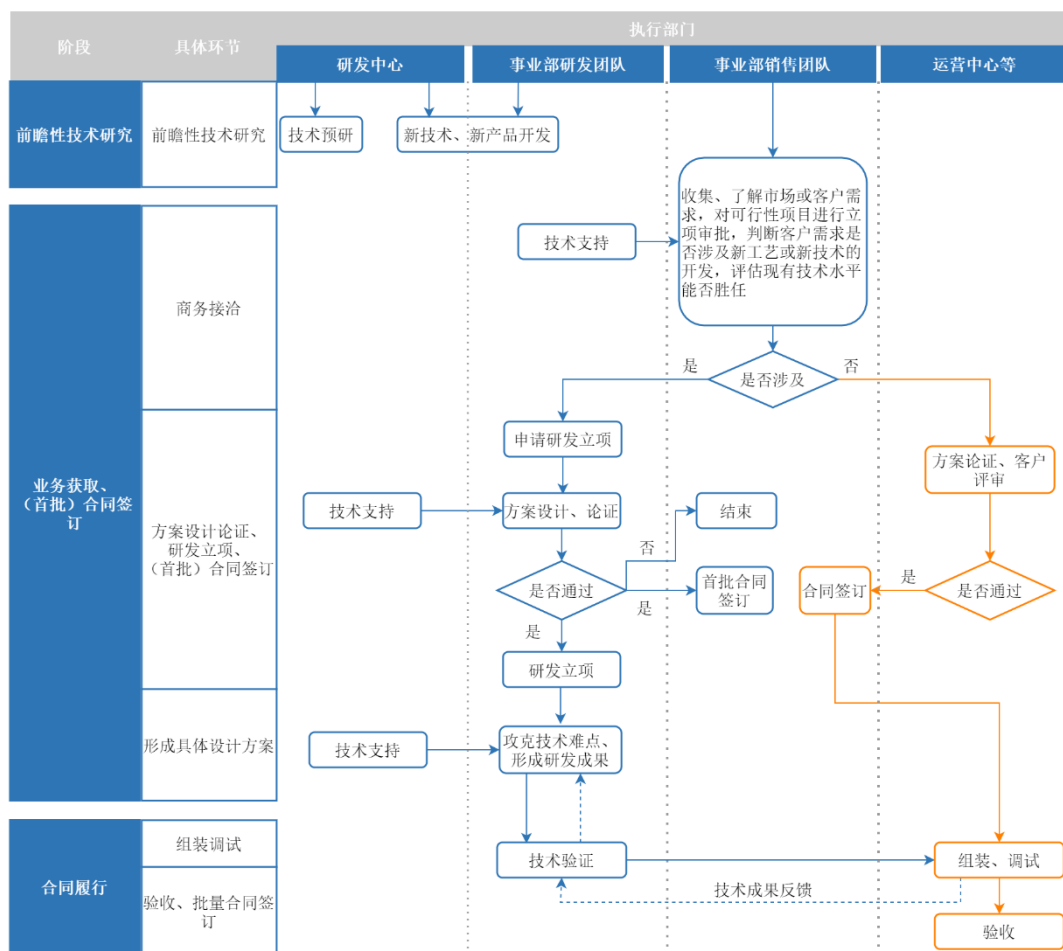 执行部门
阶段
具体环节
研发中心
事业部研发团队
事业部销售团队
运营中心等
前瞻性技术研究
前瞻性技术研究
技术预研
新技术、新产品开发
收集、了解市场或客户需
求，对可行性项目进行立
项审批，判断客户需求是
否涉及新工艺或新技术的
开发，评估现有技术水平
能否胜任
技术支持
商务接洽
是
是否涉及
否
申请研发立项
方案论证、客户
评审
业务获取、
（首批）合同签
订
方案设计论证、
研发立项、
（首批）合同签订
技术支持
方案设计、论证
结束
否
是否通过
是
首批合同
签订
合同签订
是
是否通过
是
研发立项
形成具体设计方案
技术支持
攻克技术难点、
形成研发成果
合同履行
组装调试
技术验证
组装、调试
技术成果反馈
验收、批量合同签
订
验收